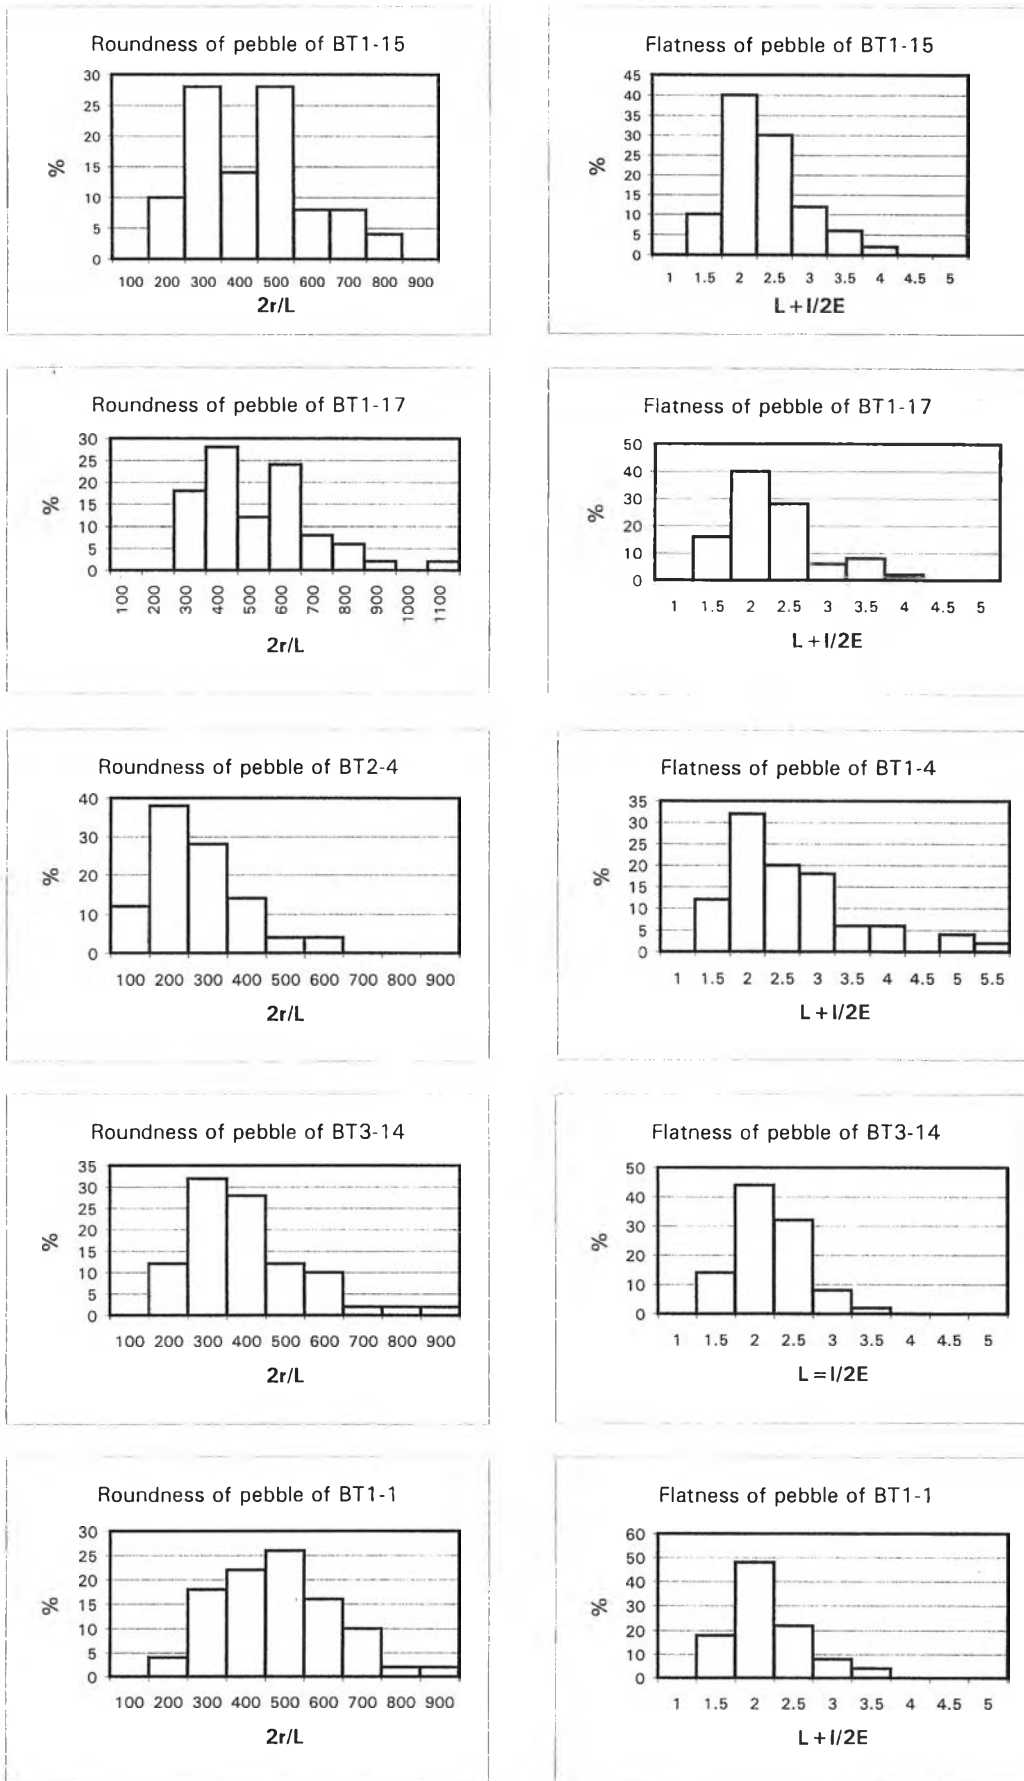 Roundness of pebble of BT1-15
30
25
20
15
10
5
0
%
100 200 300 400 500 600 700 800 900
2r/L
Flatness of pebble of BT1-15
45
40
35
30
25
20
15
10
5
0
%
1 1.5 2 2.5 3 3.5 4 4.5 5
L+l/2E
Roundness of pebble of BT1-17
30
25
20
15
10
5
0
%
100 200 300 400 500 600 700 800 900 1000 1100
2r/L
Flatness of pebble of BT1-17
50
40
30
20
10
0
%
1 1.5 2 2.5 3 3.5 4 4.5 5
L+l/2E
Roundness of pebble of BT2-4
40
30
20
10
0
%
100 200 300 400 500 600 700 800 900
2r/L
Flatness of pebble of BT1-4
35
30
25
20
15
10
5
0
%
1 1.5 2 2.5 3 3.5 4 4.5 5 5.5
L+l/2E
Roundness of pebble of BT3-14
35
30
25
20
15
10
5
0
%
100 200 300 400 500 600 700 800 900
2r/L
Flatness of pebble of BT3-14
50
40
30
20
10
0
%
1 1.5 2 2.5 3 3.5 4 4.5 5
L=l/2E
Roundness of pebble of BT1-1
30
25
20
15
10
5
0
%
100 200 300 400 500 600 700 800 900
2r/L
Flatness of pebble of BT1-1
60
50
40
30
20
10
0
%
1 1.5 2 2.5 3 3.5 4 4.5 5
L+l/2E